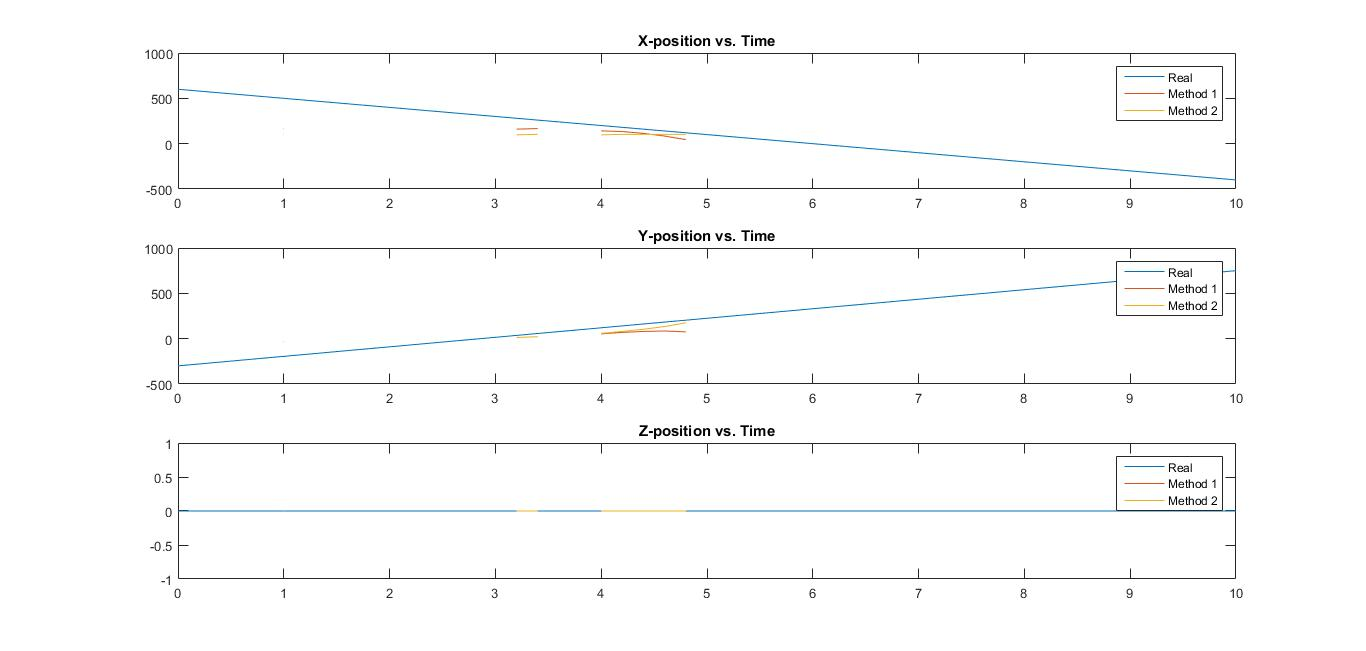 X-position vs. Time
1000
500
0
-500
0 1 2 3 4 5 6 7 8 9 10
Real
Method 1
Method 2
Y-position vs. Time
1000
500
0
-500
0 1 2 3 4 5 6 7 8 9 10
Real
Method 1
Method 2
Z-position vs. Time
1
0.5
0
-0.5
-1
0 1 2 3 4 5 6 7 8 9 10
Real
Method 1
Method 2